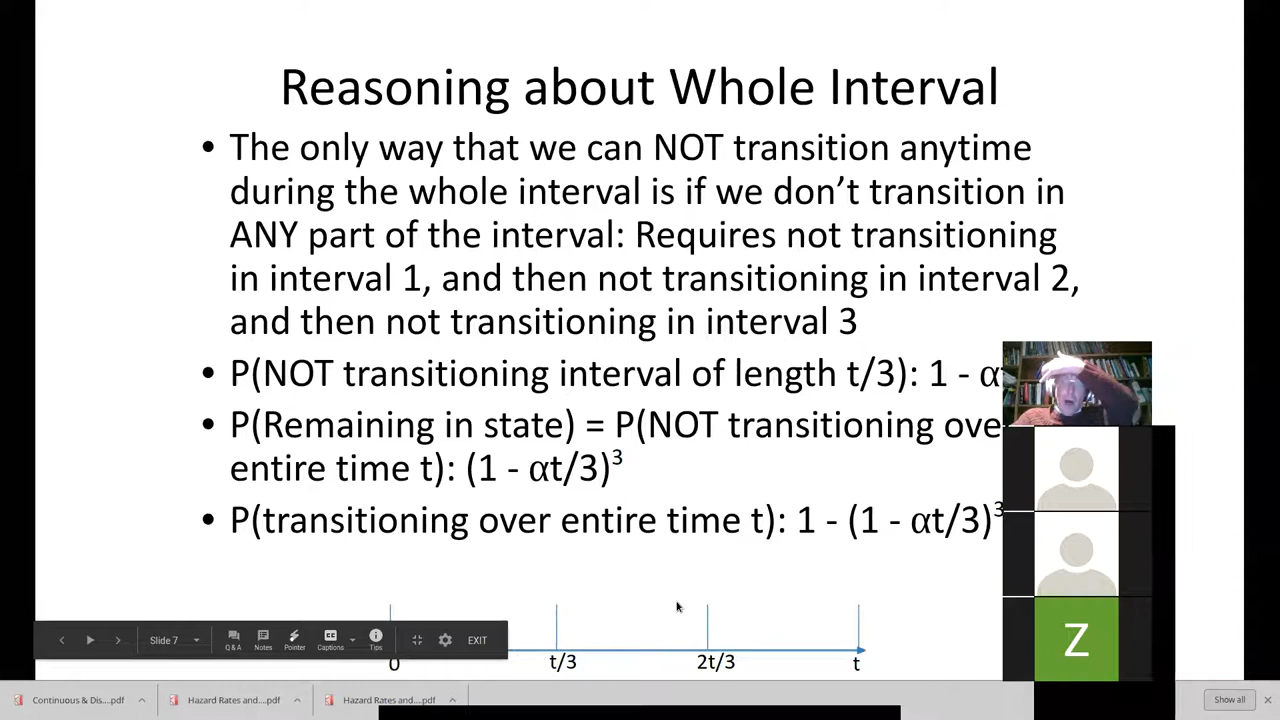 Reasoning about Whole Interval
• The only way that we can NOT transition anytime
during the whole interval is if we don’t transition in
ANY part of the interval: Requires not transitioning
in interval 1, and then not transitioning in interval 2,
and then not transitioning in interval 3
• P(NOT transitioning interval of length t/3): 1 - α
• P(Remaining in state) = P(NOT transitioning ove
entire time t): (1 - αt/3)³
• P(transitioning over entire time t): 1 - (1 - αt/3)³
Z
Slide 7
Q & A
Notes
Pointer
Captions
Tips
EXIT
0 t/3 2t/3 t
Continuous & Dis....pdf
Hazard Rates and....pdf
Hazard Rates and....pdf
Show all